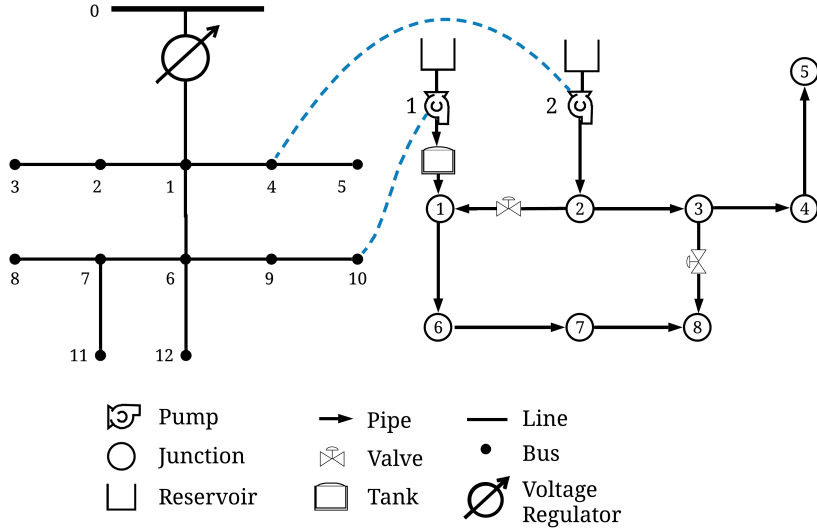 0
1
2
5
3
2
1
4
5
1
2
3
4
8
7
6
9
10
6
7
8
11
12
Pump
Pipe
Line
Junction
Valve
Bus
Reservoir
Tank
Voltage
Regulator